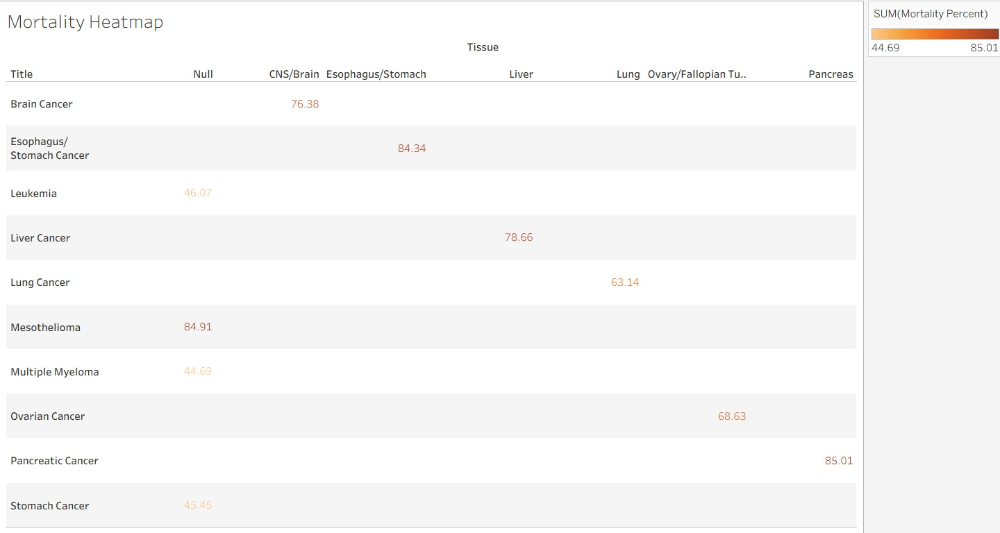 Mortality Heatmap
SUM(Mortality Percent)
44.69 85.01
Tissue
Title Null CNS/Brain Esophagus/Stomach Liver Lung Ovary/Fallopian Tu.. Pancreas
Brain Cancer 76.38
Esophagus/
Stomach Cancer 84.34
Leukemia 46.07
Liver Cancer 78.66
Lung Cancer 63.14
Mesothelioma 84.91
Multiple Myeloma 44.69
Ovarian Cancer 68.63
Pancreatic Cancer 85.01
Stomach Cancer 45.45